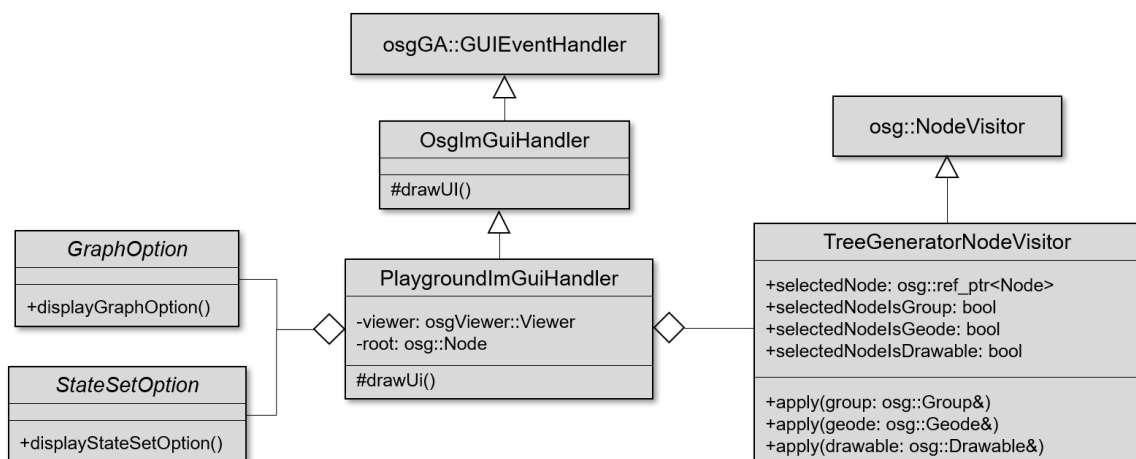 osgGA::GUIEventHandler
OsgImGuiHandler
#drawUI()
osg::NodeVisitor
GraphOption
+displayGraphOption()
StateSetOption
+displayStateSetOption()
PlaygroundImGuiHandler
-viewer: osgViewer::Viewer
-root: osg::Node
#drawUi()
TreeGeneratorNodeVisitor
+selectedNode: osg::ref_ptr<Node>
+selectedNodeIsGroup: bool
+selectedNodeIsGeode: bool
+selectedNodeIsDrawable: bool
+apply(group: osg::Group&)
+apply(geode: osg::Geode&)
+apply(drawable: osg::Drawable&)